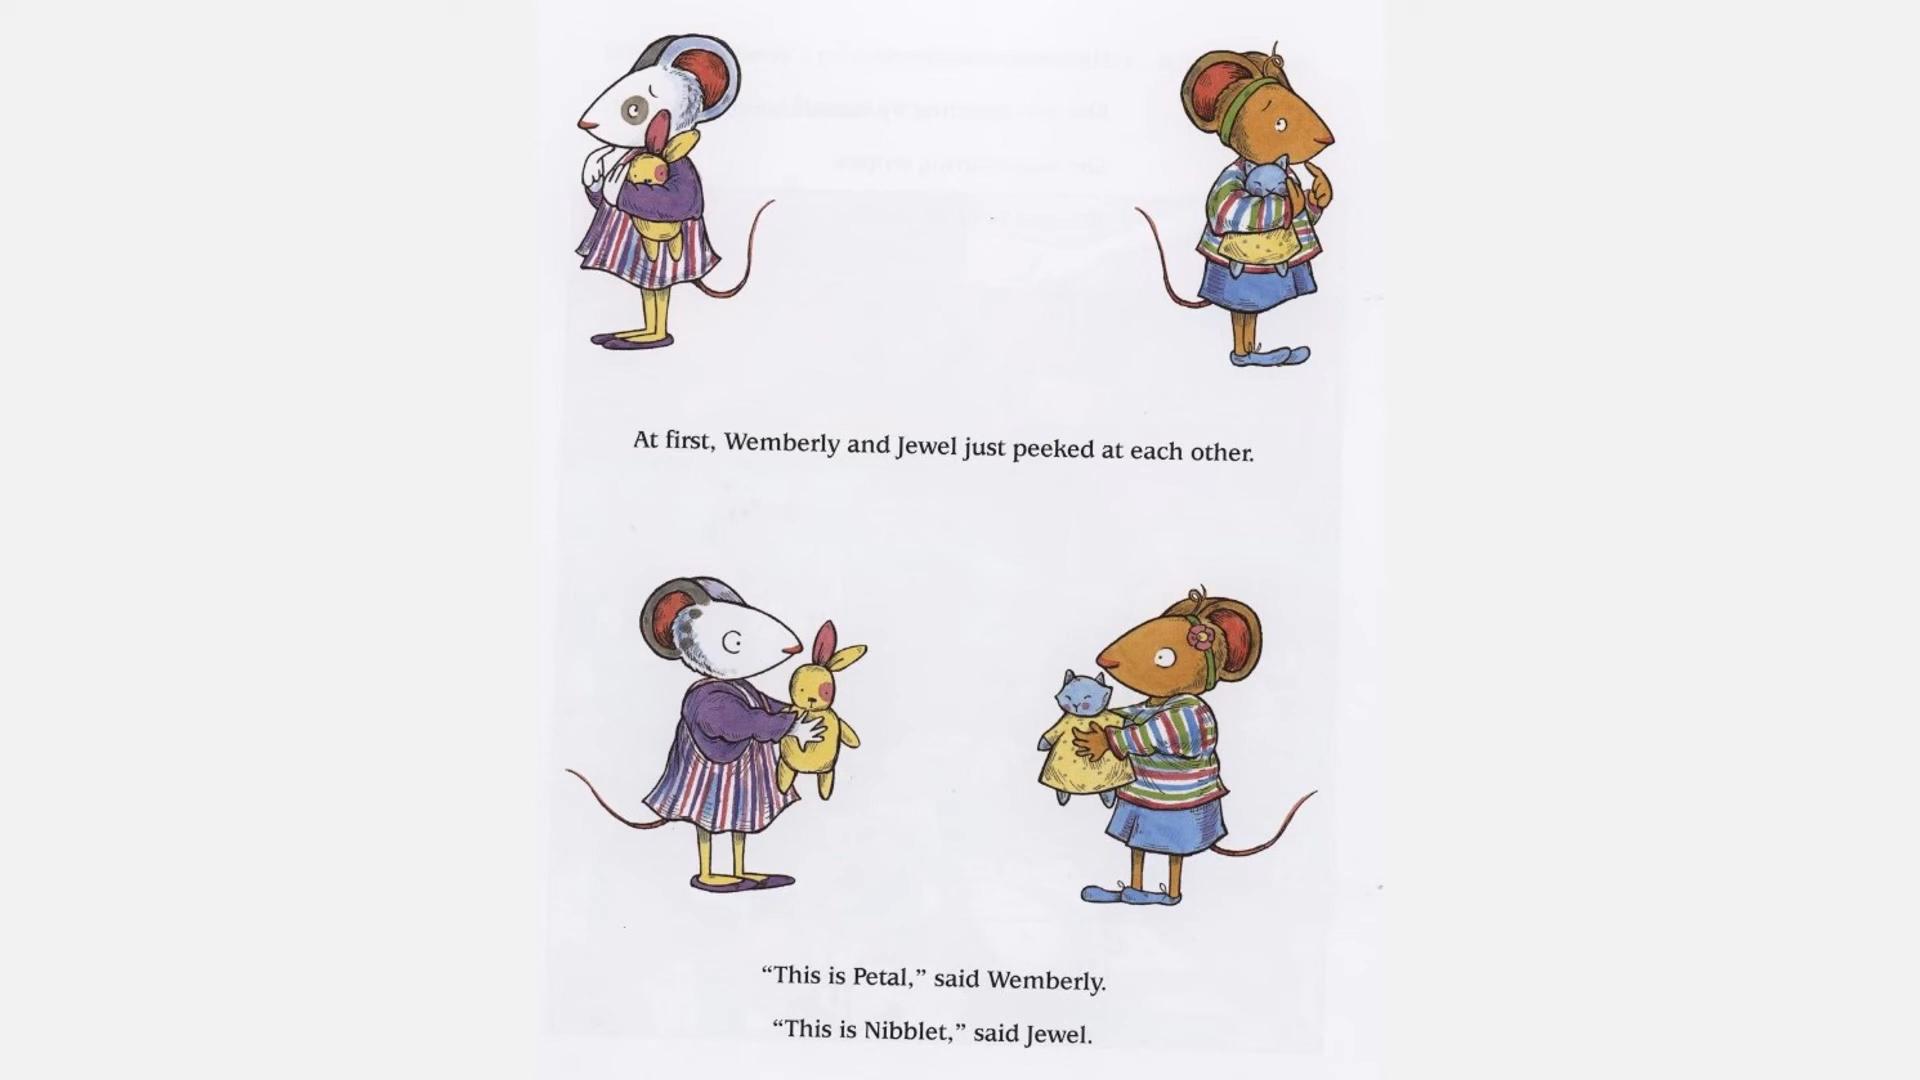 At first, Wemberly and Jewel just peeked at each other.
“This is Petal,” said Wemberly.
“This is Nibblet,” said Jewel.